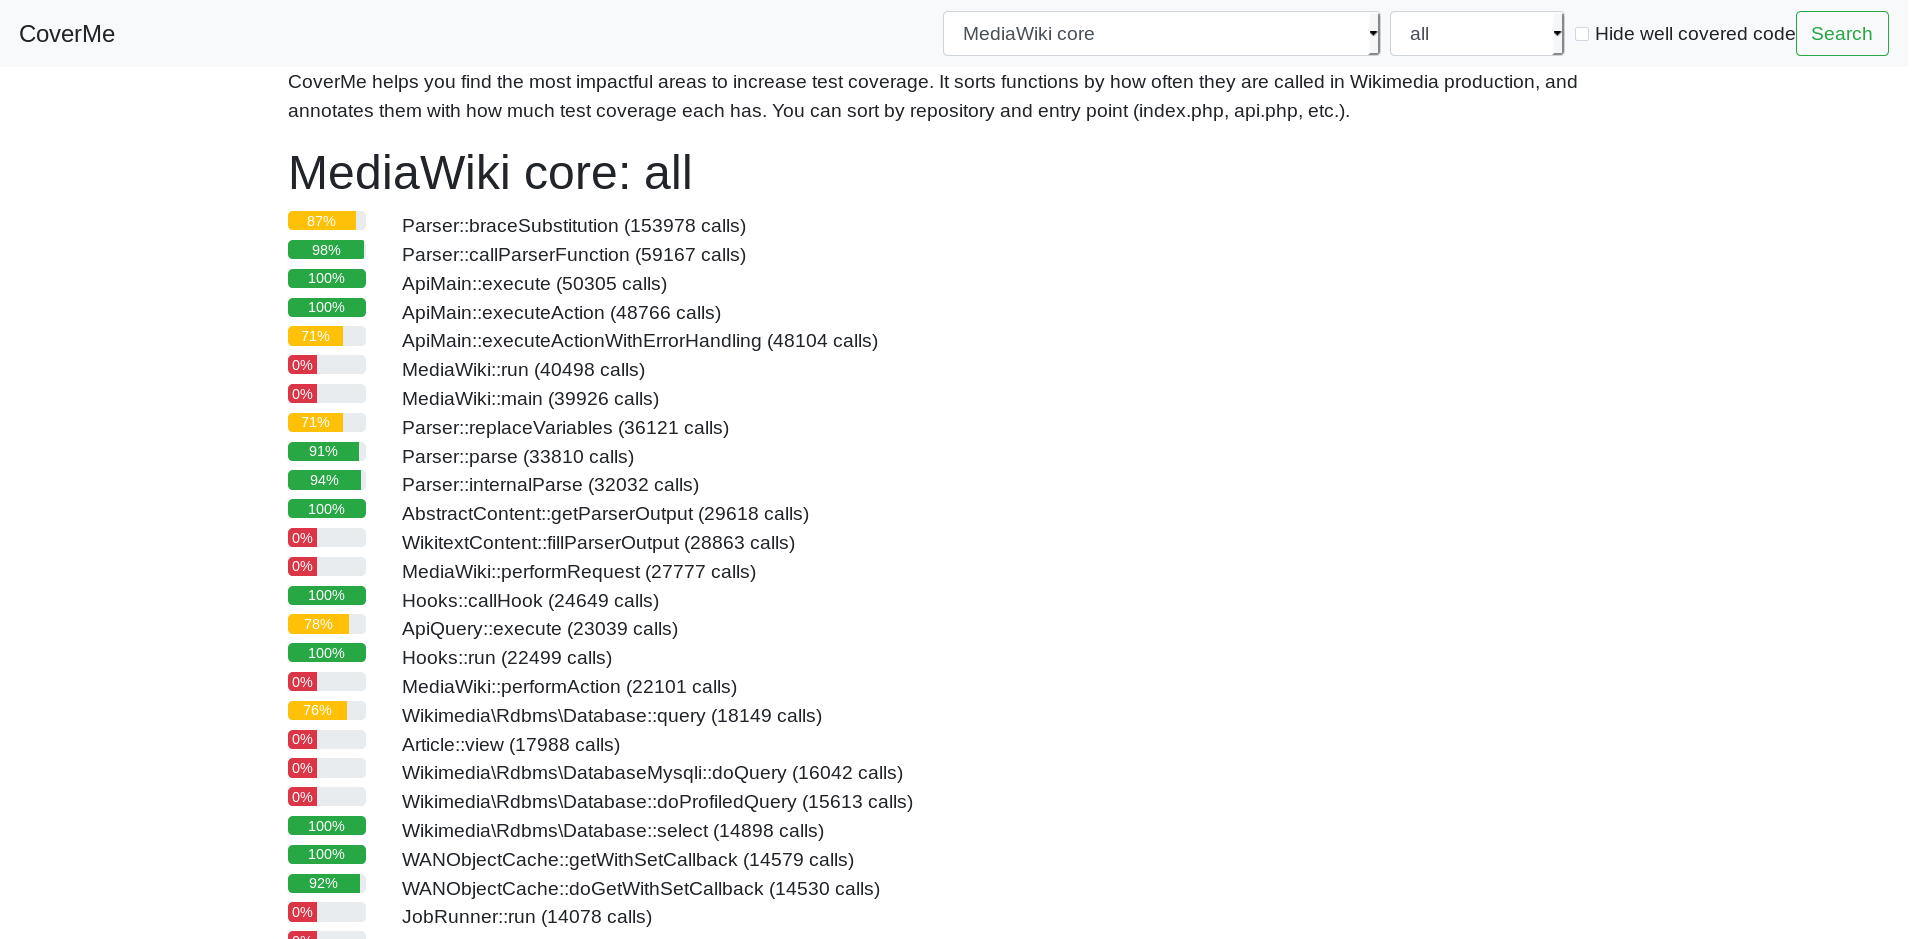 CoverMe
MediaWiki core
all
Hide well covered code
Search
CoverMe helps you find the most impactful areas to increase test coverage. It sorts functions by how often they are called in Wikimedia production, and
annotates them with how much test coverage each has. You can sort by repository and entry point (index.php, api.php, etc.).
MediaWiki core: all
87% Parser::braceSubstitution (153978 calls)
98% Parser::callParserFunction (59167 calls)
100% ApiMain::execute (50305 calls)
100% ApiMain::executeAction (48766 calls)
71% ApiMain::executeActionWithErrorHandling (48104 calls)
0% MediaWiki::run (40498 calls)
0% MediaWiki::main (39926 calls)
71% Parser::replaceVariables (36121 calls)
91% Parser::parse (33810 calls)
94% Parser::internalParse (32032 calls)
100% AbstractContent::getParserOutput (29618 calls)
0% WikitextContent::fillParserOutput (28863 calls)
0% MediaWiki::performRequest (27777 calls)
100% Hooks::callHook (24649 calls)
78% ApiQuery::execute (23039 calls)
100% Hooks::run (22499 calls)
0% MediaWiki::performAction (22101 calls)
76% Wikimedia\Rdbms\Database::query (18149 calls)
0% Article::view (17988 calls)
0% Wikimedia\Rdbms\DatabaseMysqli::doQuery (16042 calls)
0% Wikimedia\Rdbms\Database::doProfiledQuery (15613 calls)
100% Wikimedia\Rdbms\Database::select (14898 calls)
100% WANObjectCache::getWithSetCallback (14579 calls)
92% WANObjectCache::doGetWithSetCallback (14530 calls)
0% JobRunner::run (14078 calls)